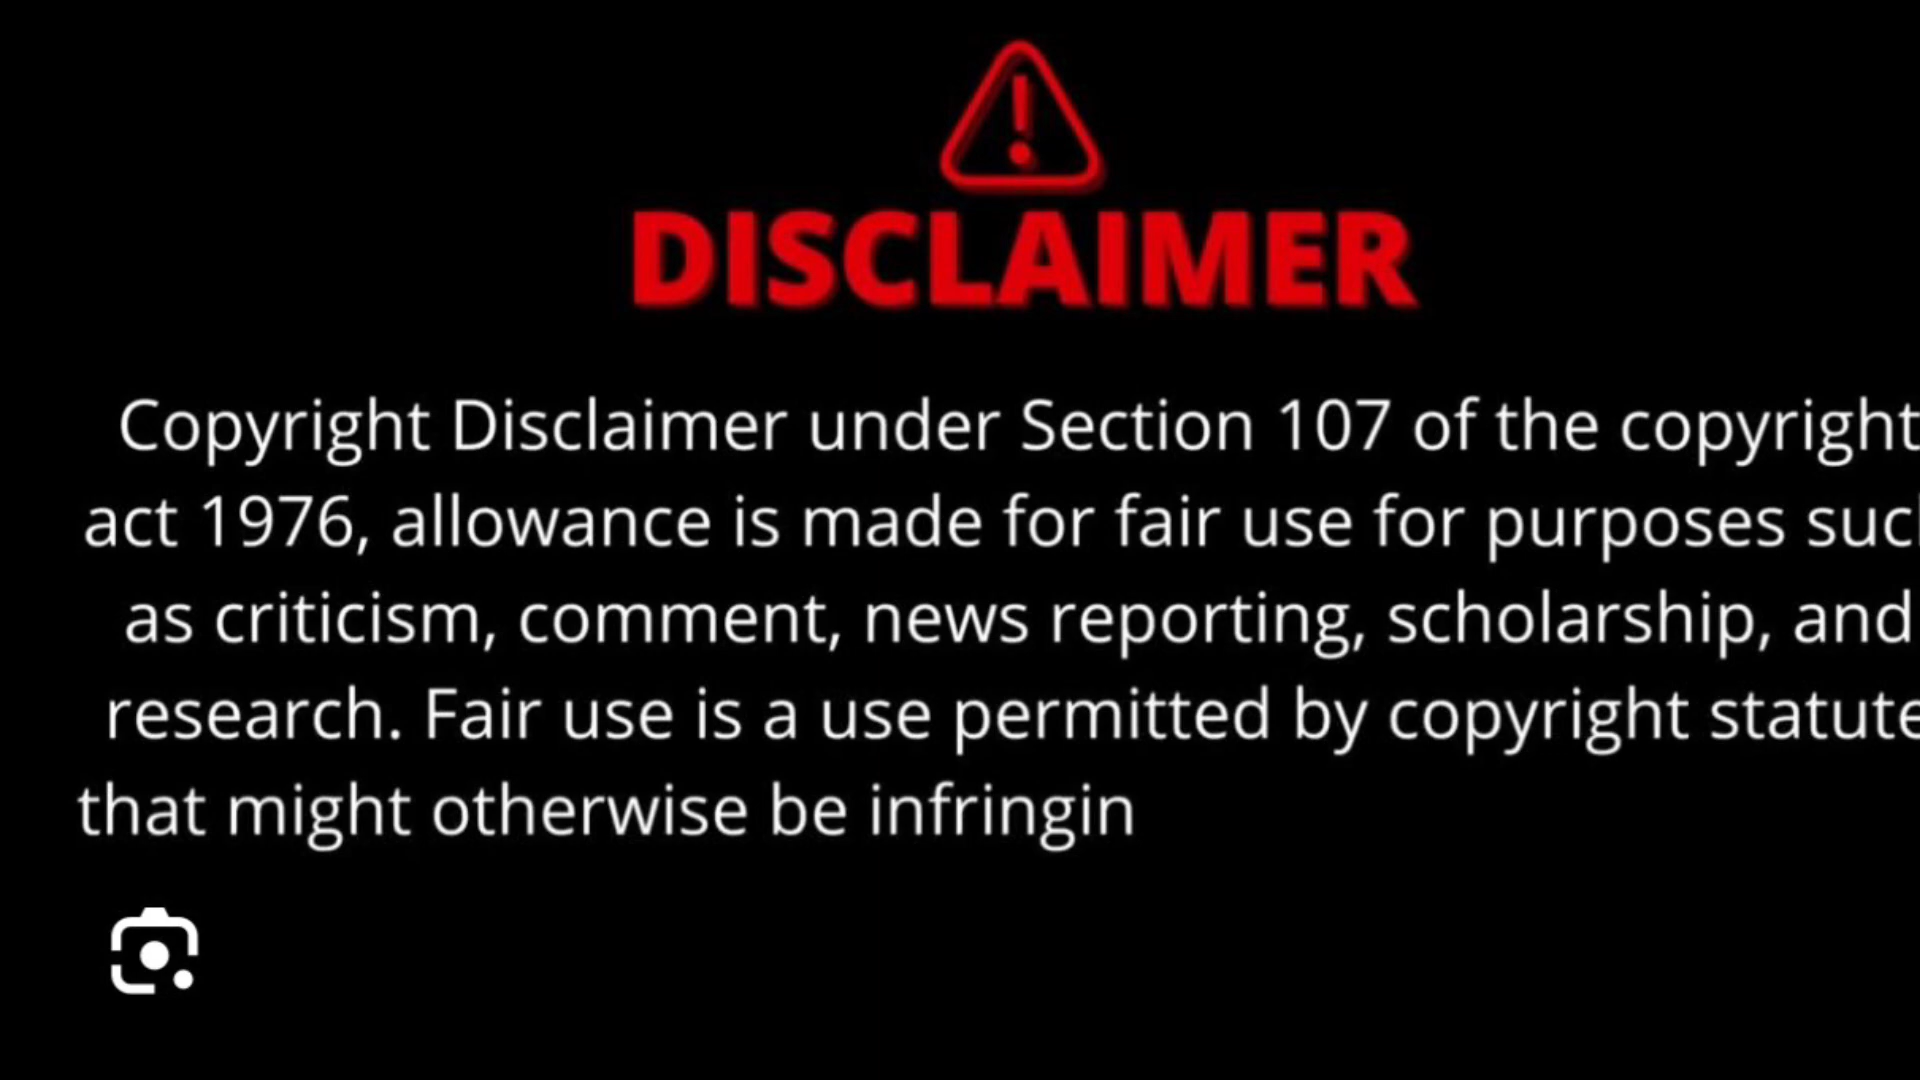 DISCLAIMER
Copyright Disclaimer under Section 107 of the copyright
act 1976, allowance is made for fair use for purposes suc
as criticism, comment, news reporting, scholarship, and
research. Fair use is a use permitted by copyright statute
that might otherwise be infringin